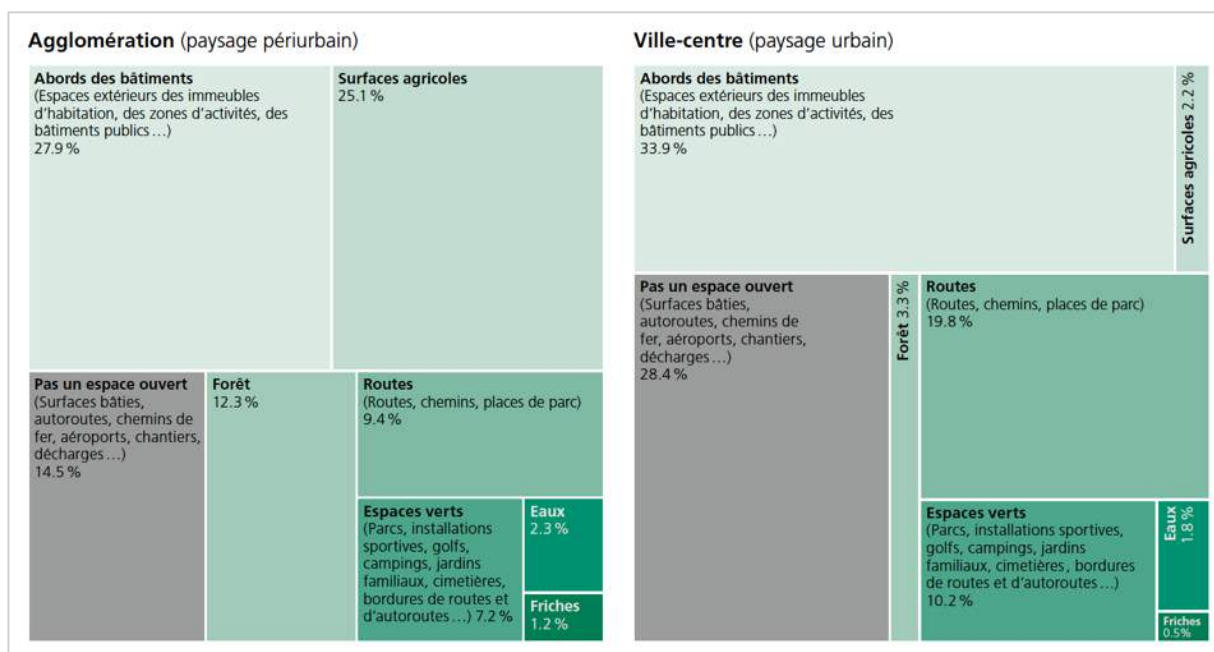 Agglomération (paysage périurbain)
Abords des bâtiments
(Espaces extérieurs des immeubles
d'habitation, des zones d'activités, des
bâtiments publics…)
27.9 %
Surfaces agricoles
25.1 %
Pas un espace ouvert
(Surfaces bâties,
autoroutes, chemins de
fer, aéroports, chantiers,
décharges…)
14.5 %
Forêt
12.3 %
Routes
(Routes, chemins, places de parc)
9.4 %
Espaces verts
(Parcs, installations
sportives, golfs,
campings, jardins
familiaux, cimetières,
bordures de routes et
d'autoroutes…) 7.2 %
Eaux
2.3 %
Friches
1.2 %
Ville-centre (paysage urbain)
Abords des bâtiments
(Espaces extérieurs des immeubles
d'habitation, des zones d'activités, des
bâtiments publics…)
33.9 %
Surfaces agricoles 2.2 %
Pas un espace ouvert
(Surfaces bâties,
autoroutes, chemins de
fer, aéroports, chantiers,
décharges…)
28.4 %
Forêt 3.3 %
Routes
(Routes, chemins, places de parc)
19.8 %
Espaces verts
(Parcs, installations sportives,
golfs, campings, jardins
familiaux, cimetières, bordures
de routes et d'autoroutes…)
10.2 %
Eaux
1.8 %
Friches
0.5%